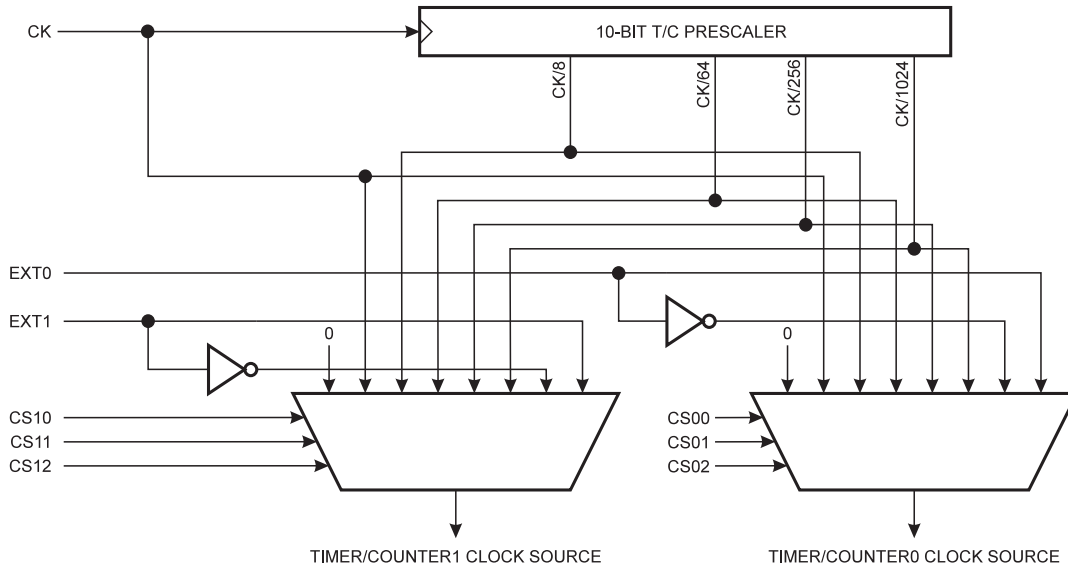 CK
10-BIT T/C PRESCALER
CK/8
CK/64
CK/256
CK/1024
EXT0
EXT1
0
0
CS10
CS11
CS12
CS00
CS01
CS02
TIMER/COUNTER1 CLOCK SOURCE
TIMER/COUNTER0 CLOCK SOURCE